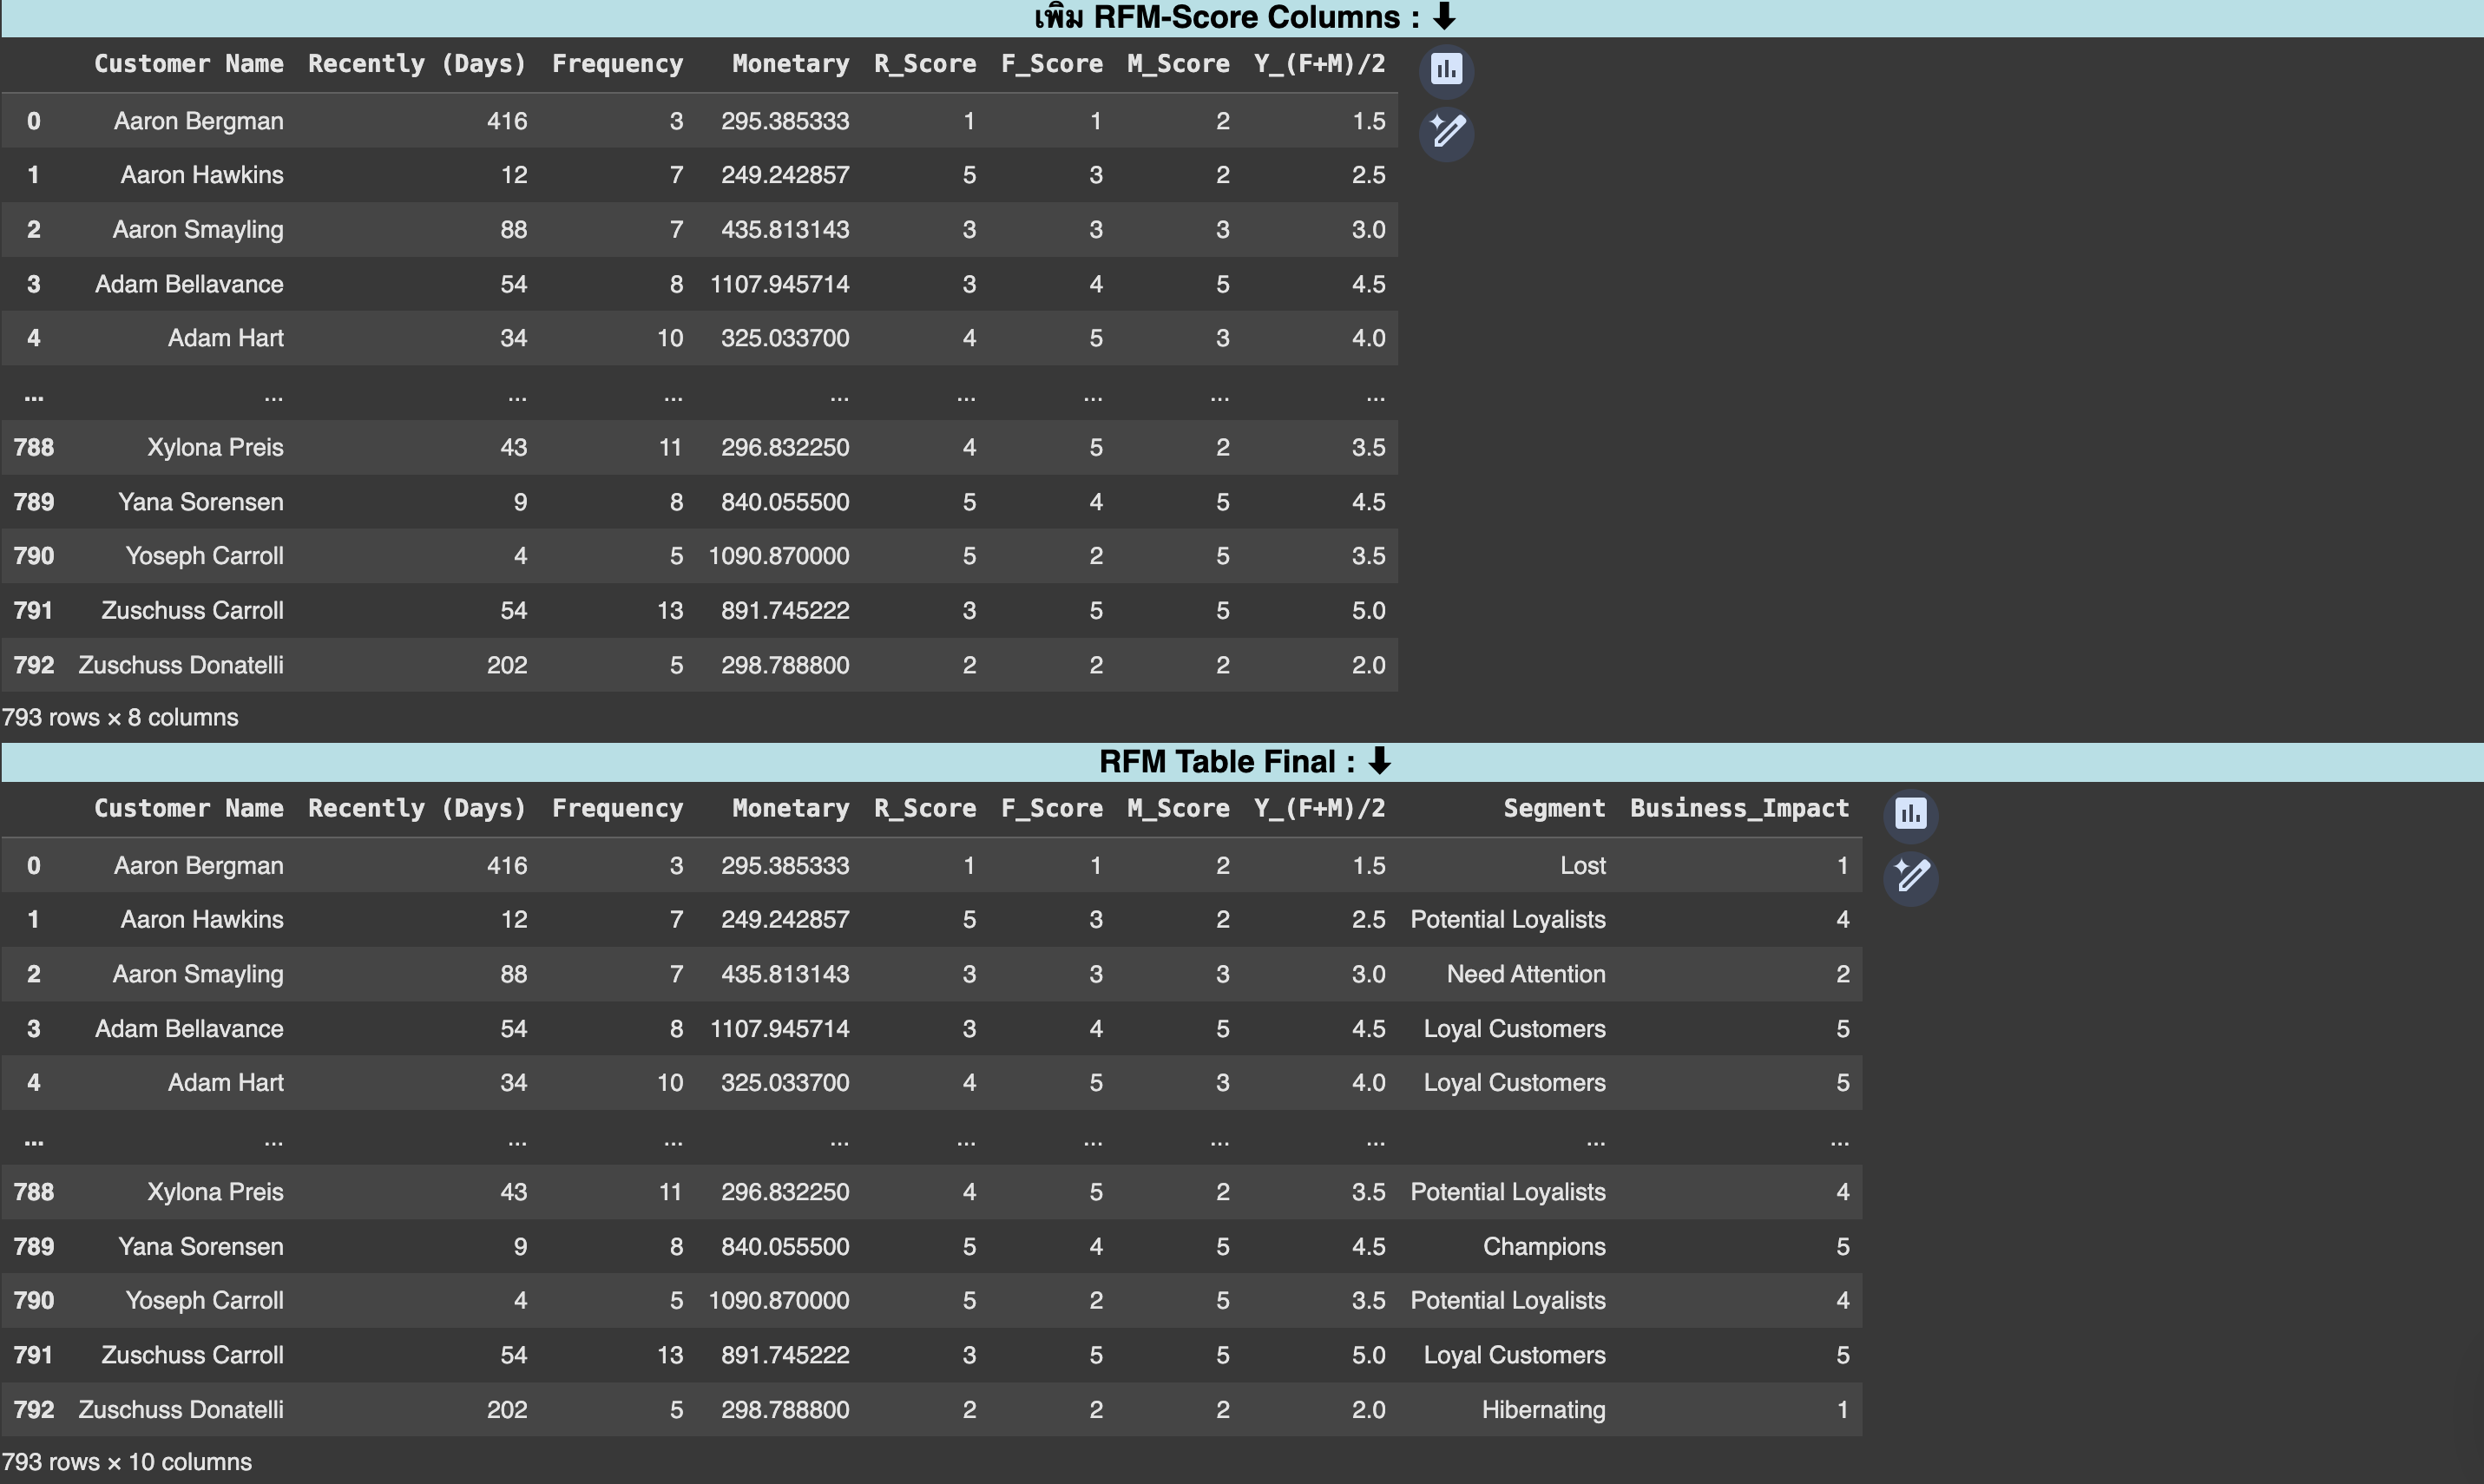 เพิ่ม RFM-Score Columns : ⬇
Customer Name Recently (Days) Frequency Monetary R_Score F_Score M_Score Y_(F+M)/2
0 Aaron Bergman 416 3 295.385333 1 1 2 1.5
1 Aaron Hawkins 12 7 249.242857 5 3 2 2.5
2 Aaron Smayling 88 7 435.813143 3 3 3 3.0
3 Adam Bellavance 54 8 1107.945714 3 4 5 4.5
4 Adam Hart 34 10 325.033700 4 5 3 4.0
... ... ... ... ... ... ... ... ...
788 Xylona Preis 43 11 296.832250 4 5 2 3.5
789 Yana Sorensen 9 8 840.055500 5 4 5 4.5
790 Yoseph Carroll 4 5 1090.870000 5 2 5 3.5
791 Zuschuss Carroll 54 13 891.745222 3 5 5 5.0
792 Zuschuss Donatelli 202 5 298.788800 2 2 2 2.0
793 rows × 8 columns
RFM Table Final : ⬇
Customer Name Recently (Days) Frequency Monetary R_Score F_Score M_Score Y_(F+M)/2 Segment Business_Impact
0 Aaron Bergman 416 3 295.385333 1 1 2 1.5 Lost 1
1 Aaron Hawkins 12 7 249.242857 5 3 2 2.5 Potential Loyalists 4
2 Aaron Smayling 88 7 435.813143 3 3 3 3.0 Need Attention 2
3 Adam Bellavance 54 8 1107.945714 3 4 5 4.5 Loyal Customers 5
4 Adam Hart 34 10 325.033700 4 5 3 4.0 Loyal Customers 5
... ... ... ... ... ... ... ... ... ... ...
788 Xylona Preis 43 11 296.832250 4 5 2 3.5 Potential Loyalists 4
789 Yana Sorensen 9 8 840.055500 5 4 5 4.5 Champions 5
790 Yoseph Carroll 4 5 1090.870000 5 2 5 3.5 Potential Loyalists 4
791 Zuschuss Carroll 54 13 891.745222 3 5 5 5.0 Loyal Customers 5
792 Zuschuss Donatelli 202 5 298.788800 2 2 2 2.0 Hibernating 1
793 rows × 10 columns